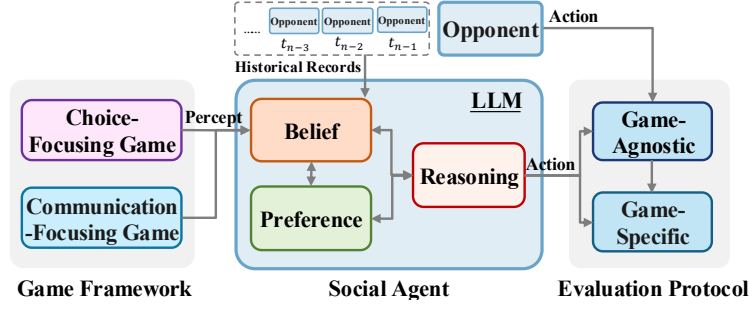 ...... Opponent Opponent Opponent
t_{n-3} t_{n-2} t_{n-1}
Historical Records
Opponent
Action
LLM
Choice-
Focusing Game
Percept
Belief
Communication
-Focusing Game
Preference
Reasoning
Action
Game-
Agnostic
Game-
Specific
Game Framework
Social Agent
Evaluation Protocol